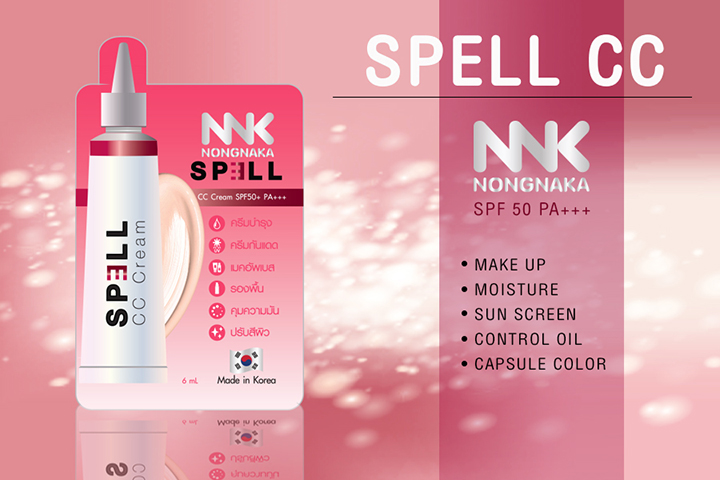 SPELL CC
NNK
NONGNAKA
SPELL
CC Cream SPF50+ PA+++
ครีมบำรุง
ครีมกันแดด
เมคอัพเบส
รองพื้น
คุมความมัน
ปรับสีผิว
6 mL
Made in Korea
SPELL
CC Cream
NNK
NONGNAKA
SPF 50 PA+++
• MAKE UP
• MOISTURE
• SUN SCREEN
• CONTROL OIL
• CAPSULE COLOR